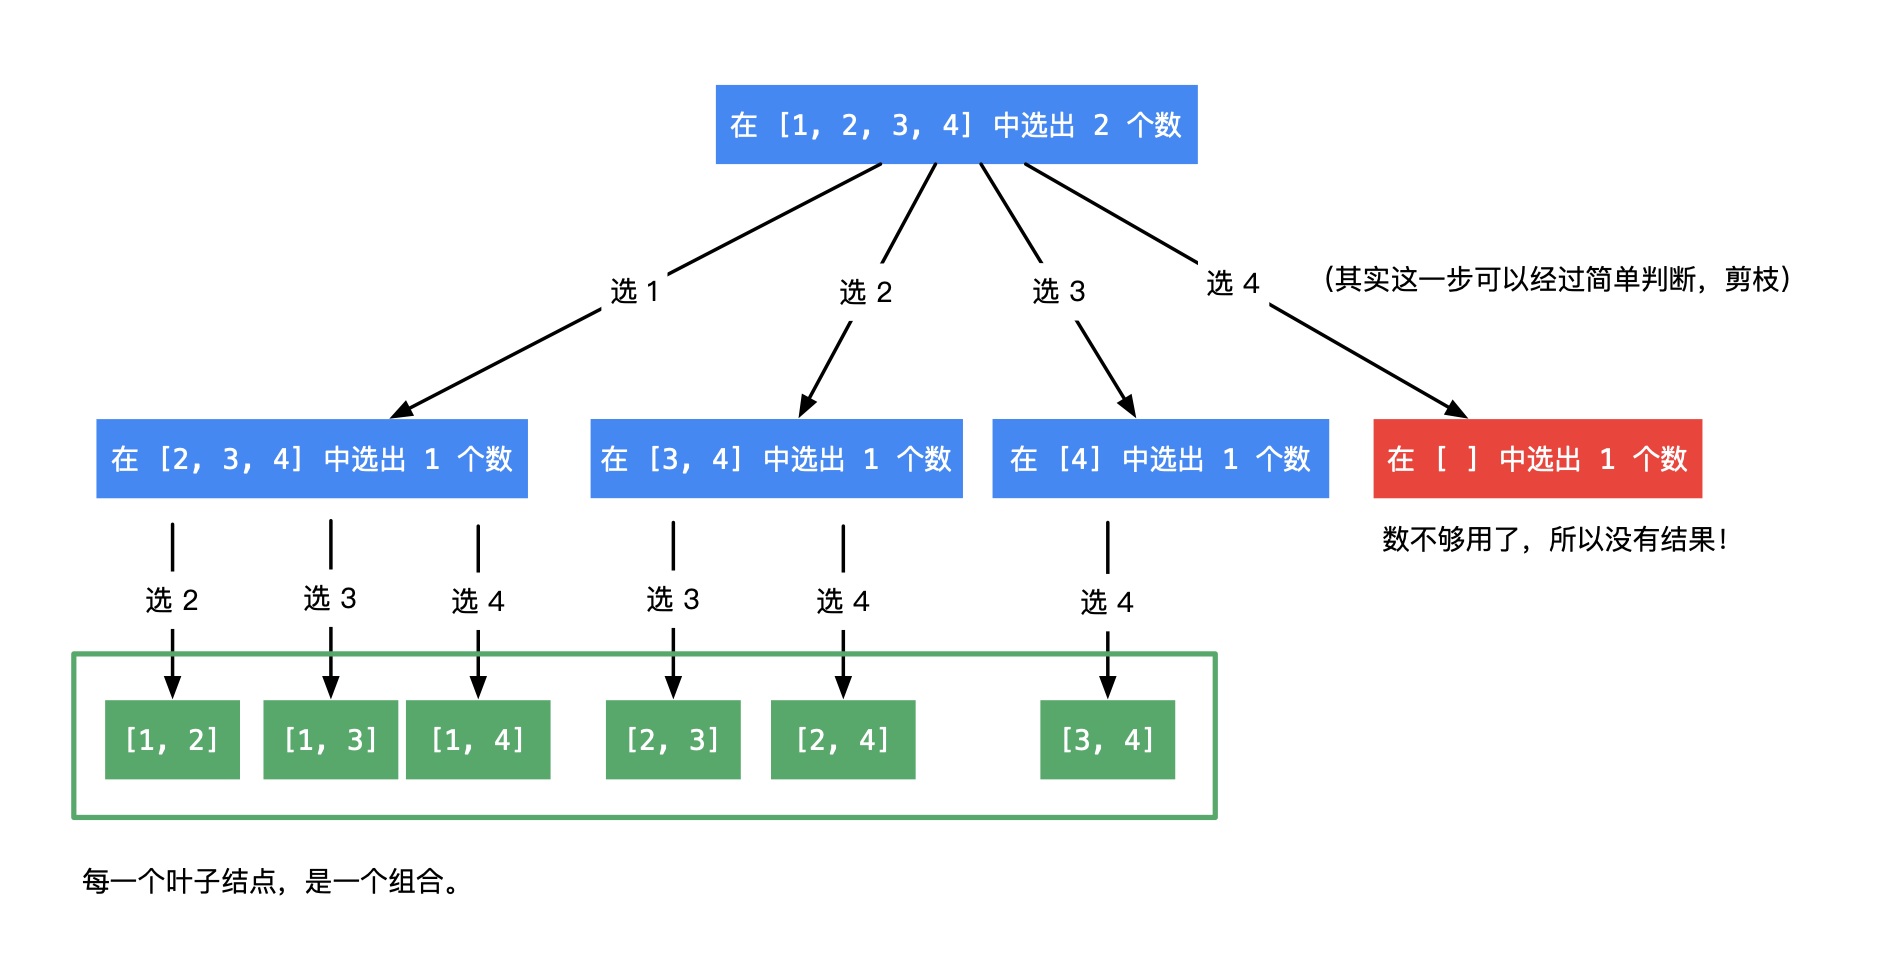 在 [1, 2, 3, 4] 中选出 2 个数
选 1
选 2
选 3
选 4
（其实这一步可以经过简单判断，剪枝）
在 [2, 3, 4] 中选出 1 个数
在 [3, 4] 中选出 1 个数
在 [4] 中选出 1 个数
在 [ ] 中选出 1 个数
数不够用了，所以没有结果！
选 2
选 3
选 4
选 3
选 4
选 4
[1, 2]
[1, 3]
[1, 4]
[2, 3]
[2, 4]
[3, 4]
每一个叶子结点，是一个组合。